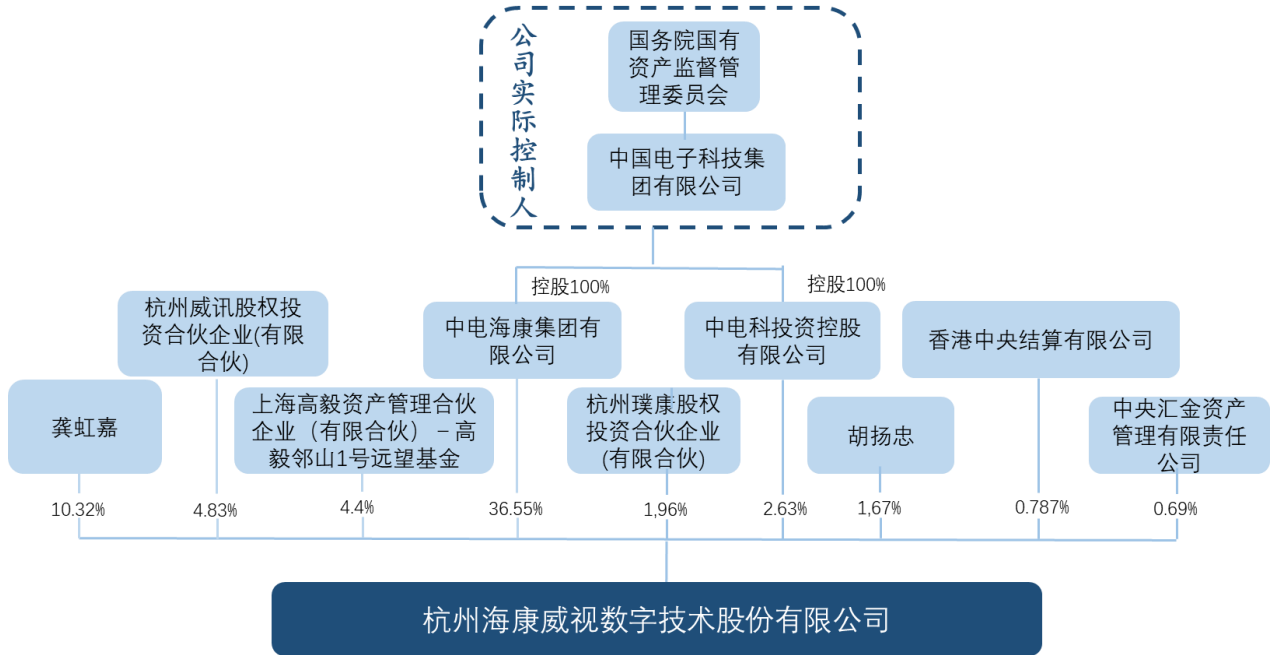 公司实际控制人
国务院国有
资产监督管
理委员会
中国电子科技集
团有限公司
控股100%
控股100%
杭州威讯股权投
资合伙企业(有限
合伙)
中电海康集团有
限公司
中电科投资控股
有限公司
香港中央结算有限公司
龚虹嘉
上海高毅资产管理合伙
企业（有限合伙）－高
毅邻山1号远望基金
杭州璞康股权
投资合伙企业
(有限合伙)
胡扬忠
中央汇金资产
管理有限责任
公司
10.32%
4.83%
4.4%
36.55%
1,96%
2.63%
1,67%
0.787%
0.69%
杭州海康威视数字技术股份有限公司